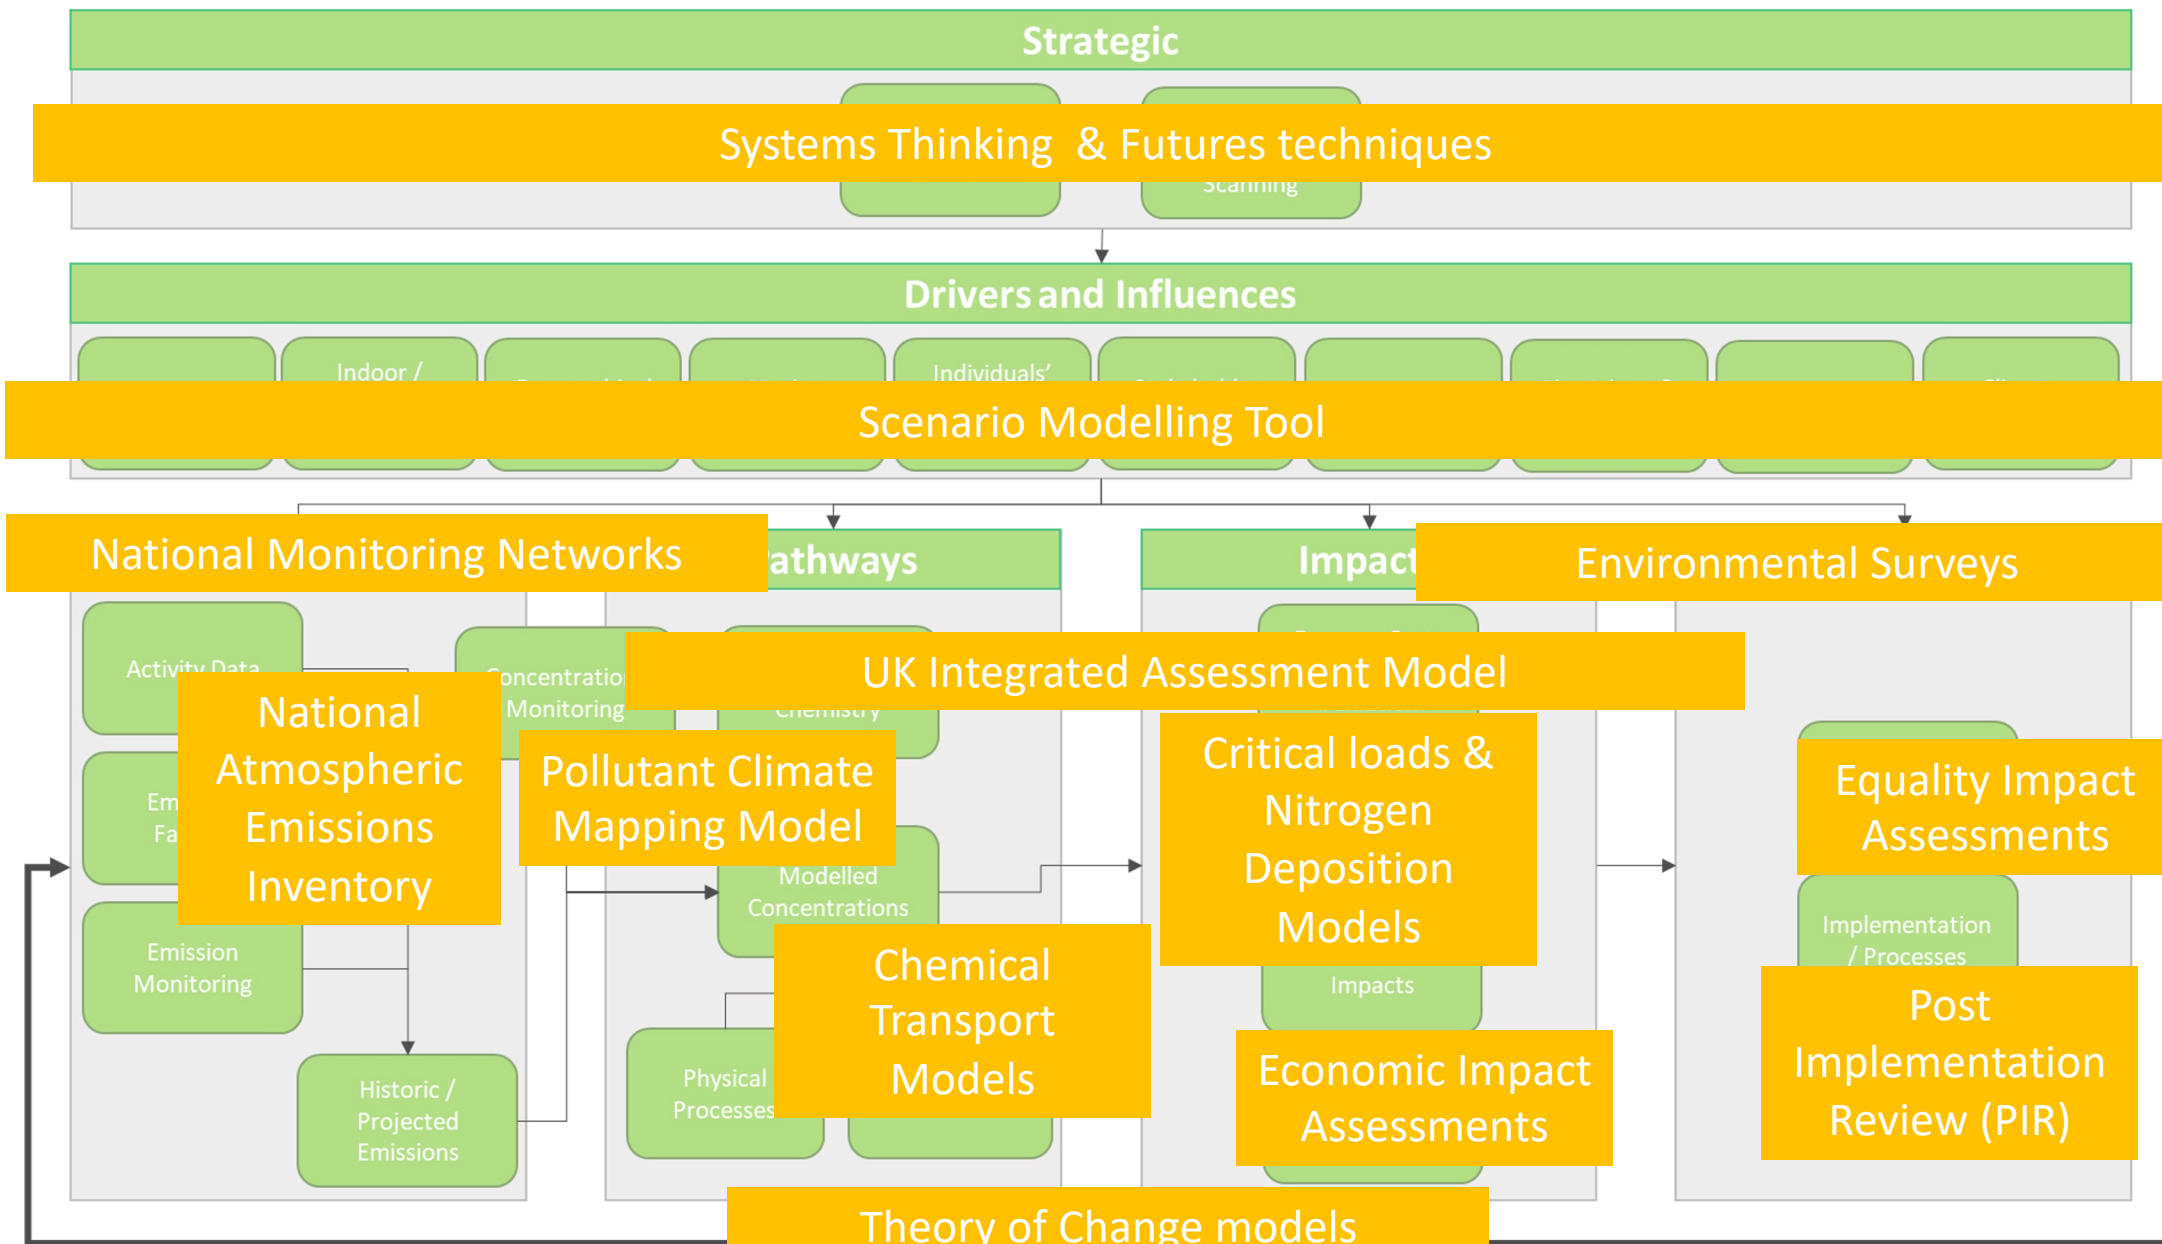 Strategic
Systems Thinking & Futures techniques
Scanning
Drivers and Influences
Indoor /
Individuals'
Scenario Modelling Tool
National Monitoring Networks
Pathways
Impact
Environmental Surveys
Activity Data
Concentration
Monitoring
UK Integrated Assessment Model
Chemistry
National
Atmospheric
Emissions
Inventory
Pollutant Climate
Mapping Model
Critical loads &
Nitrogen
Deposition
Models
Equality Impact
Assessments
Modelled
Concentrations
Implementation
/ Processes
Emission
Monitoring
Chemical
Transport
Models
Impacts
Post
Implementation
Review (PIR)
Historic /
Projected
Emissions
Physical
Processes
Economic Impact
Assessments
Theory of Change models